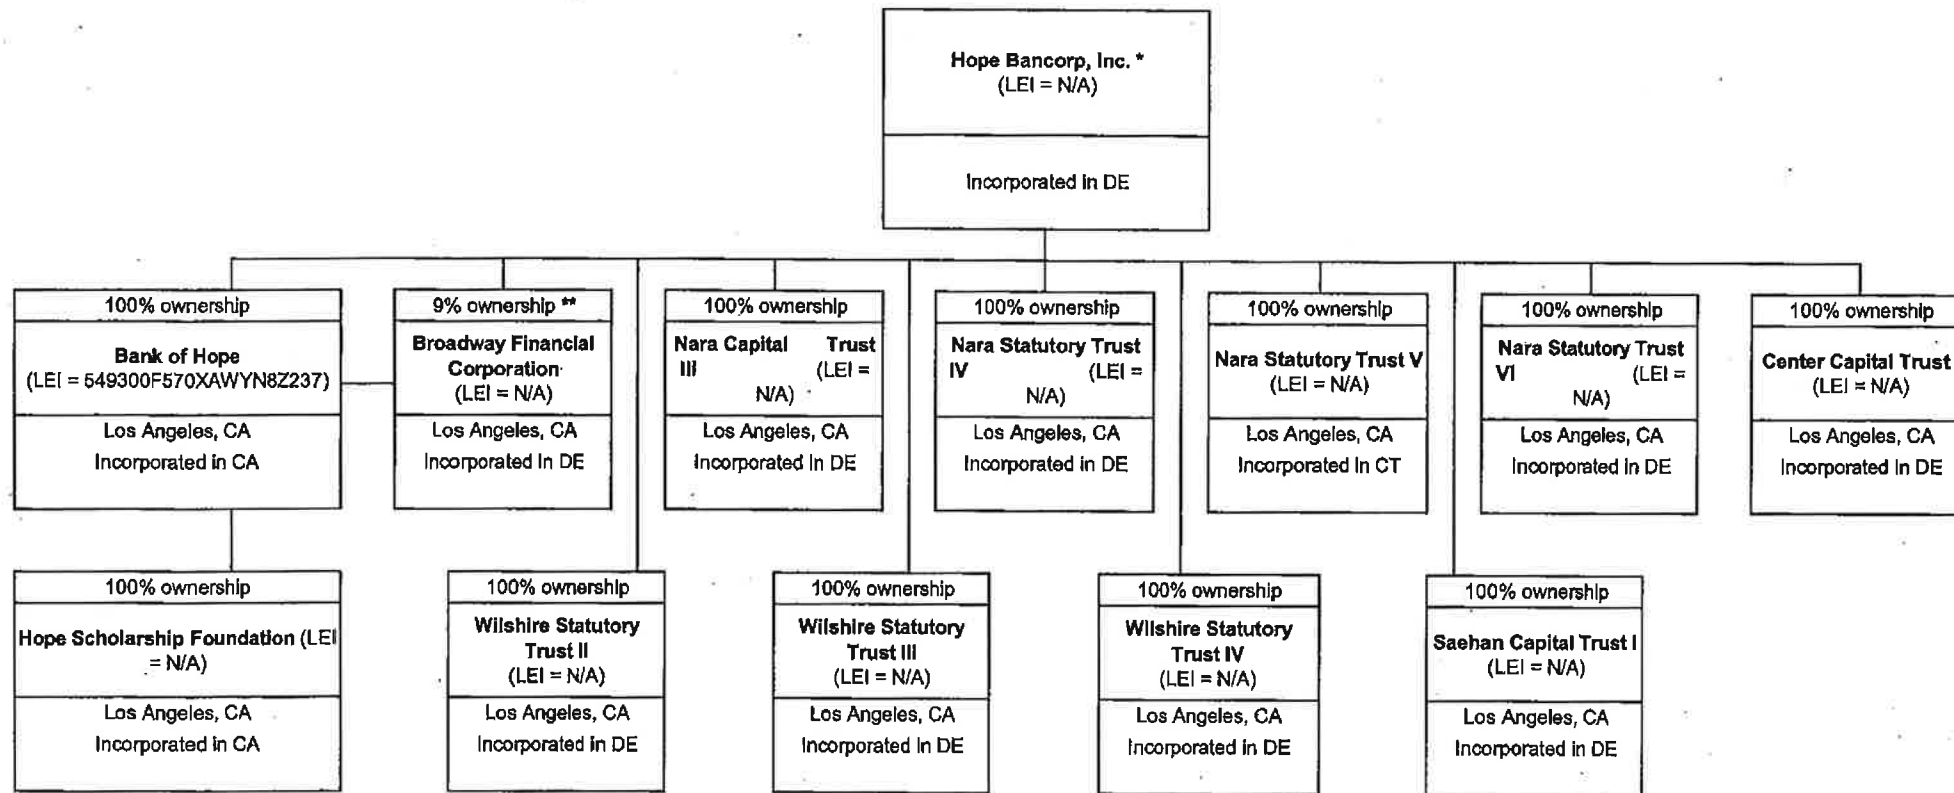 Hope Bancorp, Inc. *
(LEI = N/A)
Incorporated in DE
100% ownership
Bank of Hope
(LEI = 549300F570XAWYN8Z237)
Los Angeles, CA
Incorporated in CA
9% ownership **
Broadway Financial
Corporation
(LEI = N/A)
Los Angeles, CA
Incorporated in DE
100% ownership
Nara Capital Trust
III (LEI =
N/A)
Los Angeles, CA
Incorporated in DE
100% ownership
Nara Statutory Trust
IV (LEI =
N/A)
Los Angeles, CA
Incorporated in DE
100% ownership
Nara Statutory Trust V
(LEI = N/A)
Los Angeles, CA
Incorporated in CT
100% ownership
Nara Statutory Trust
VI (LEI =
N/A)
Los Angeles, CA
Incorporated in DE
100% ownership
Center Capital Trust
(LEI = N/A)
Los Angeles, CA
Incorporated in DE
100% ownership
Hope Scholarship Foundation (LEI
= N/A)
Los Angeles, CA
Incorporated in CA
100% ownership
Wilshire Statutory
Trust II
(LEI = N/A)
Los Angeles, CA
Incorporated in DE
100% ownership
Wilshire Statutory
Trust III
(LEI = N/A)
Los Angeles, CA
Incorporated in DE
100% ownership
Wilshire Statutory
Trust IV
(LEI = N/A)
Los Angeles, CA
Incorporated in DE
100% ownership
Saehan Capital Trust I
(LEI = N/A)
Los Angeles, CA
Incorporated in DE